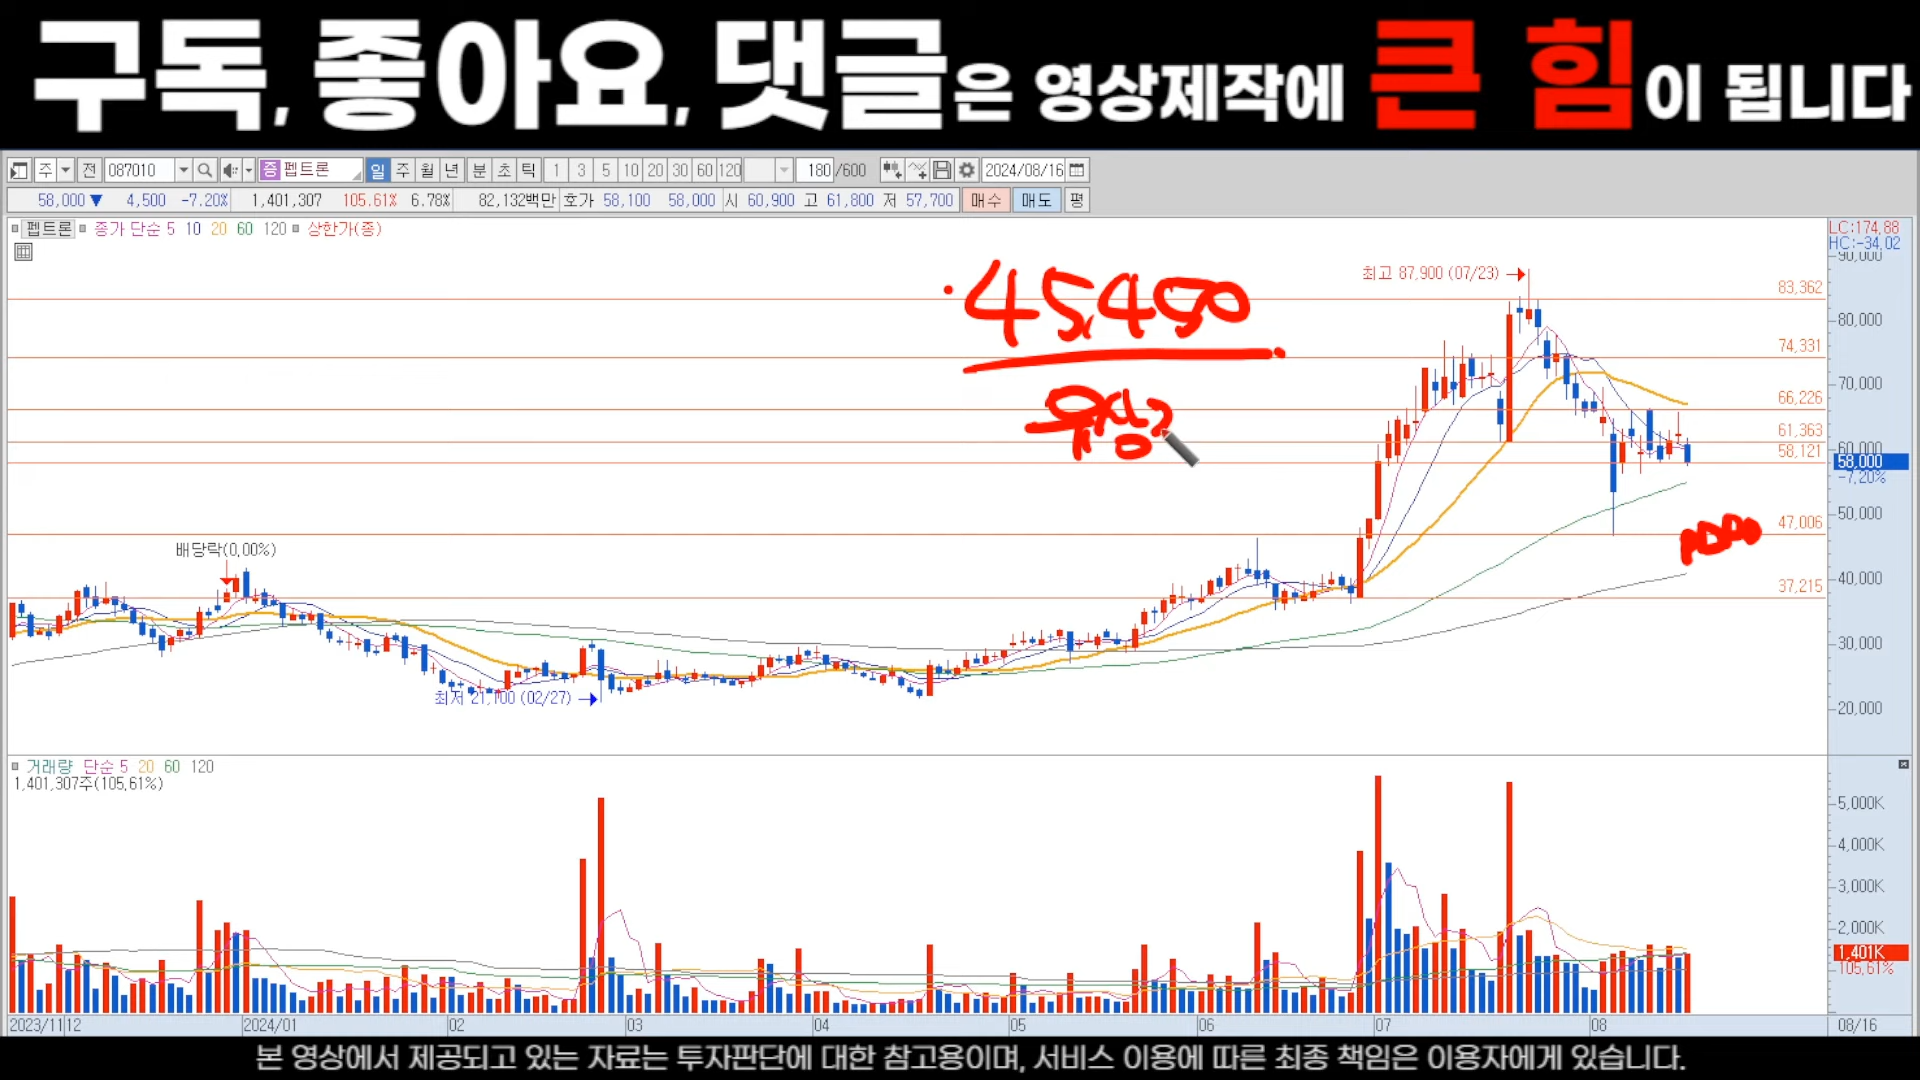 구독, 좋아요, 댓글은 영상제작에 큰 힘이 됩니다
주 전 087010 증 펩트론 일 주 월 년 분 초 틱 1 3 5 10 20 30 60 120 180 /600 2024/08/16
58,000 ▼ 4,500 -7.20% 1,401,307 105.61% 6.78% 82,132백만 호가 58,100 58,000 시 60,900 고 61,800 저 57,700 매수 매도 평
펩트론 종가 단순 5 10 20 60 120 상한가(종)
LC:174.88
HC:-34.02
90,000
최고 87,900 (07/23)
83,362
45,450
80,000
74,331
70,000
66,226
유상
61,363
60,000
58,121
58,000
-7.20%
50,000
47,006
배당락(0.00%)
40,000
37,215
30,000
최저 21,100 (02/27)
20,000
거래량 단순 5 20 60 120
1,401,307주(105.61%)
5,000K
4,000K
3,000K
2,000K
1,401K
105.61%
2023/11 12 2024/01 02 03 04 05 06 07 08 08/16
본 영상에서 제공되고 있는 자료는 투자판단에 대한 참고용이며, 서비스 이용에 따른 최종 책임은 이용자에게 있습니다.